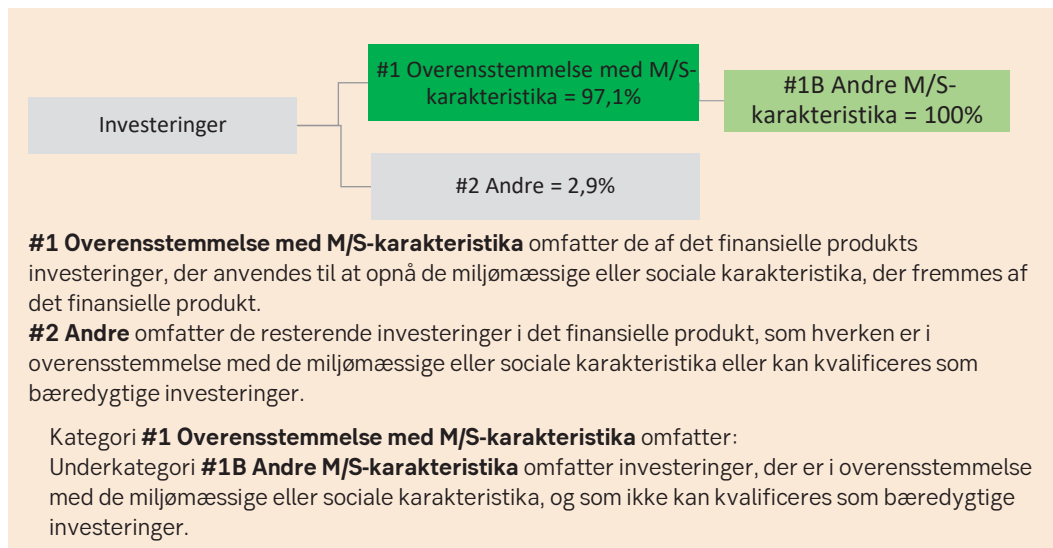 #1 Overensstemmelse med M/S-
karakteristika = 97,1%
#1B Andre M/S-
karakteristika = 100%
Investeringer
#2 Andre = 2,9%
#1 Overensstemmelse med M/S-karakteristika omfatter de af det finansielle produkts
investeringer, der anvendes til at opnå de miljømæssige eller sociale karakteristika, der fremmes af
det finansielle produkt.
#2 Andre omfatter de resterende investeringer i det finansielle produkt, som hverken er i
overensstemmelse med de miljømæssige eller sociale karakteristika eller kan kvalificeres som
bæredygtige investeringer.
Kategori #1 Overensstemmelse med M/S-karakteristika omfatter:
Underkategori #1B Andre M/S-karakteristika omfatter investeringer, der er i overensstemmelse
med de miljømæssige eller sociale karakteristika, og som ikke kan kvalificeres som bæredygtige
investeringer.